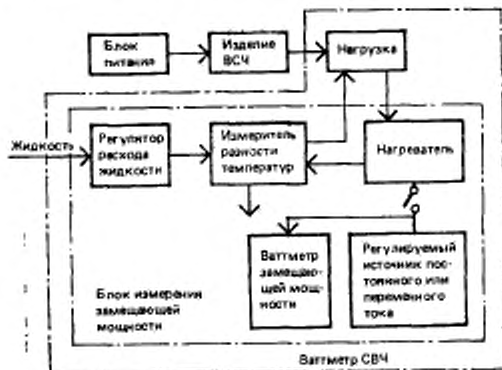 Блок
питания
Изделие
ВСЧ
Нагрузка
Жидкость
Регулятор
расхода
жидкости
Измеритель
разности
температур
Нагреватель
Ваттметр
замещаю-
щей мощ-
ности
Регулируемый
источник пос-
тоянного или
переменного
тока
Блок измерения
замещающей
мощности
Ваттметр СВЧ